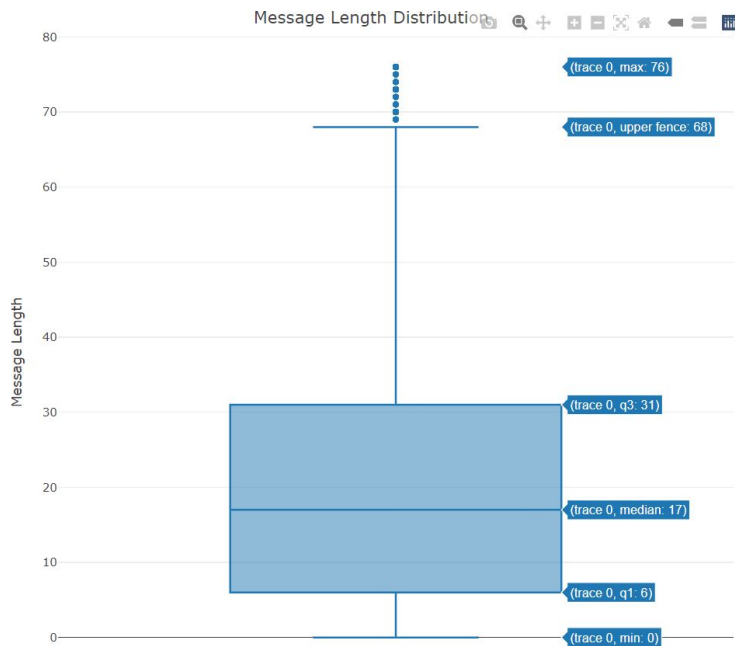 Message Length Distribution
80
(trace 0, max: 76)
70
(trace 0, upper fence: 68)
60
50
Message Length
40
(trace 0, q3: 31)
30
20
(trace 0, median: 17)
10
(trace 0, q1: 6)
0
(trace 0, min: 0)